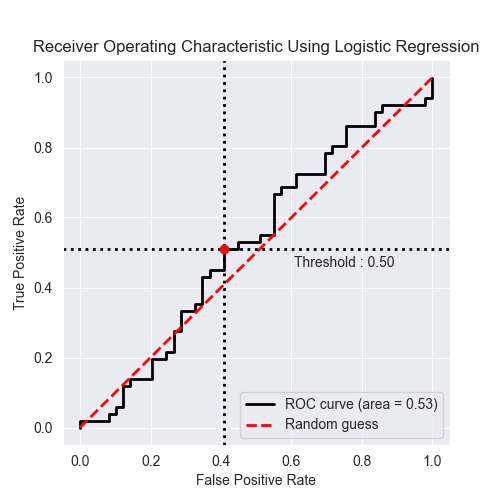 Receiver Operating Characteristic Using Logistic Regression
1.0
0.8
0.6
0.4
0.2
0.0
True Positive Rate
Threshold : 0.50
ROC curve (area = 0.53)
Random guess
0.0 0.2 0.4 0.6 0.8 1.0
False Positive Rate